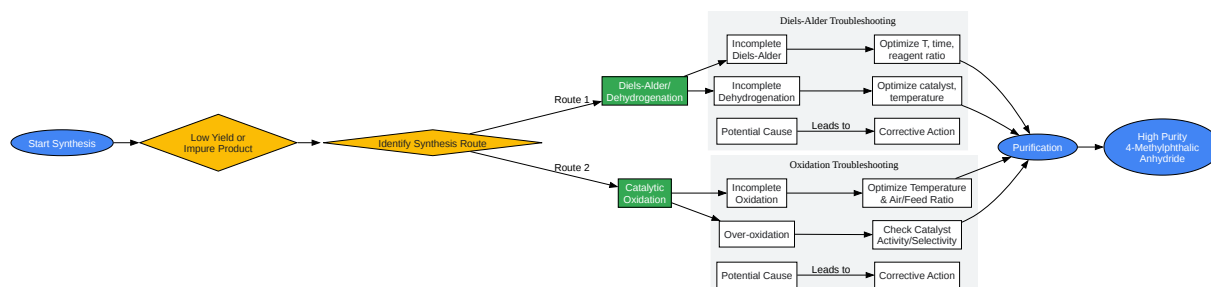 Start Synthesis
Low Yield or
Impure Product
Identify Synthesis Route
Route 1
Route 2
Diels-Alder/
Dehydrogenation
Catalytic
Oxidation
Diels-Alder Troubleshooting
Incomplete
Diels-Alder
Optimize T, time,
reagent ratio
Incomplete
Dehydrogenation
Optimize catalyst,
temperature
Potential Cause
Leads to
Corrective Action
Oxidation Troubleshooting
Incomplete
Oxidation
Optimize Temperature
& Air/Feed Ratio
Over-oxidation
Check Catalyst
Activity/Selectivity
Potential Cause
Leads to
Corrective Action
Purification
High Purity
4-Methylphthalic
Anhydride